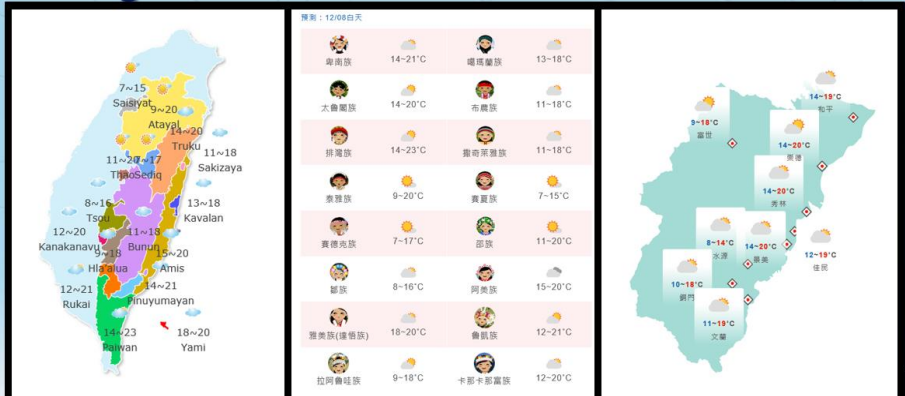 7~15
Saisiyat
9~20
Atayal
14~20
Truku
11~18
Sakizaya
11~20
Thao
7~17
Sediq
13~18
Kavalan
8~16
Tsou
12~20
Kanakanavu
11~18
Bunun
9~18
Hla'alua
15~20
Amis
12~21
Rukai
14~21
Pinuyumayan
14~23
Paiwan
18~20
Yami
預測：12/08白天
卑南族 14~21°C 噶瑪蘭族 13~18°C
太魯閣族 14~20°C 布農族 11~18°C
排灣族 14~23°C 撒奇萊雅族 11~18°C
泰雅族 9~20°C 賽夏族 7~15°C
賽德克族 7~17°C 邵族 11~20°C
鄒族 8~16°C 阿美族 15~20°C
雅美族(達悟族) 18~20°C 魯凱族 12~21°C
拉阿魯哇族 9~18°C 卡那卡那富族 12~20°C
14~19°C
和平
9~18°C
富世
14~20°C
崇德
14~20°C
秀林
8~14°C
水源
14~20°C
景美
12~19°C
佳民
10~18°C
銅門
11~19°C
文蘭